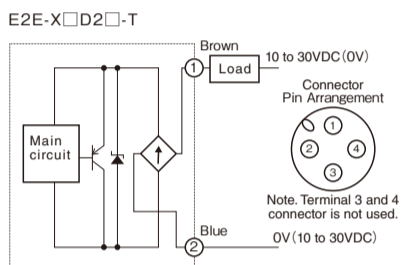 E2E-X□D2□-T
Brown
1
Load
10 to 30VDC(0V)
Connector
Pin Arrangement
1
2
4
3
Main
circuit
Note. Terminal 3 and 4
connector is not used.
Blue
2
0V(10 to 30VDC)